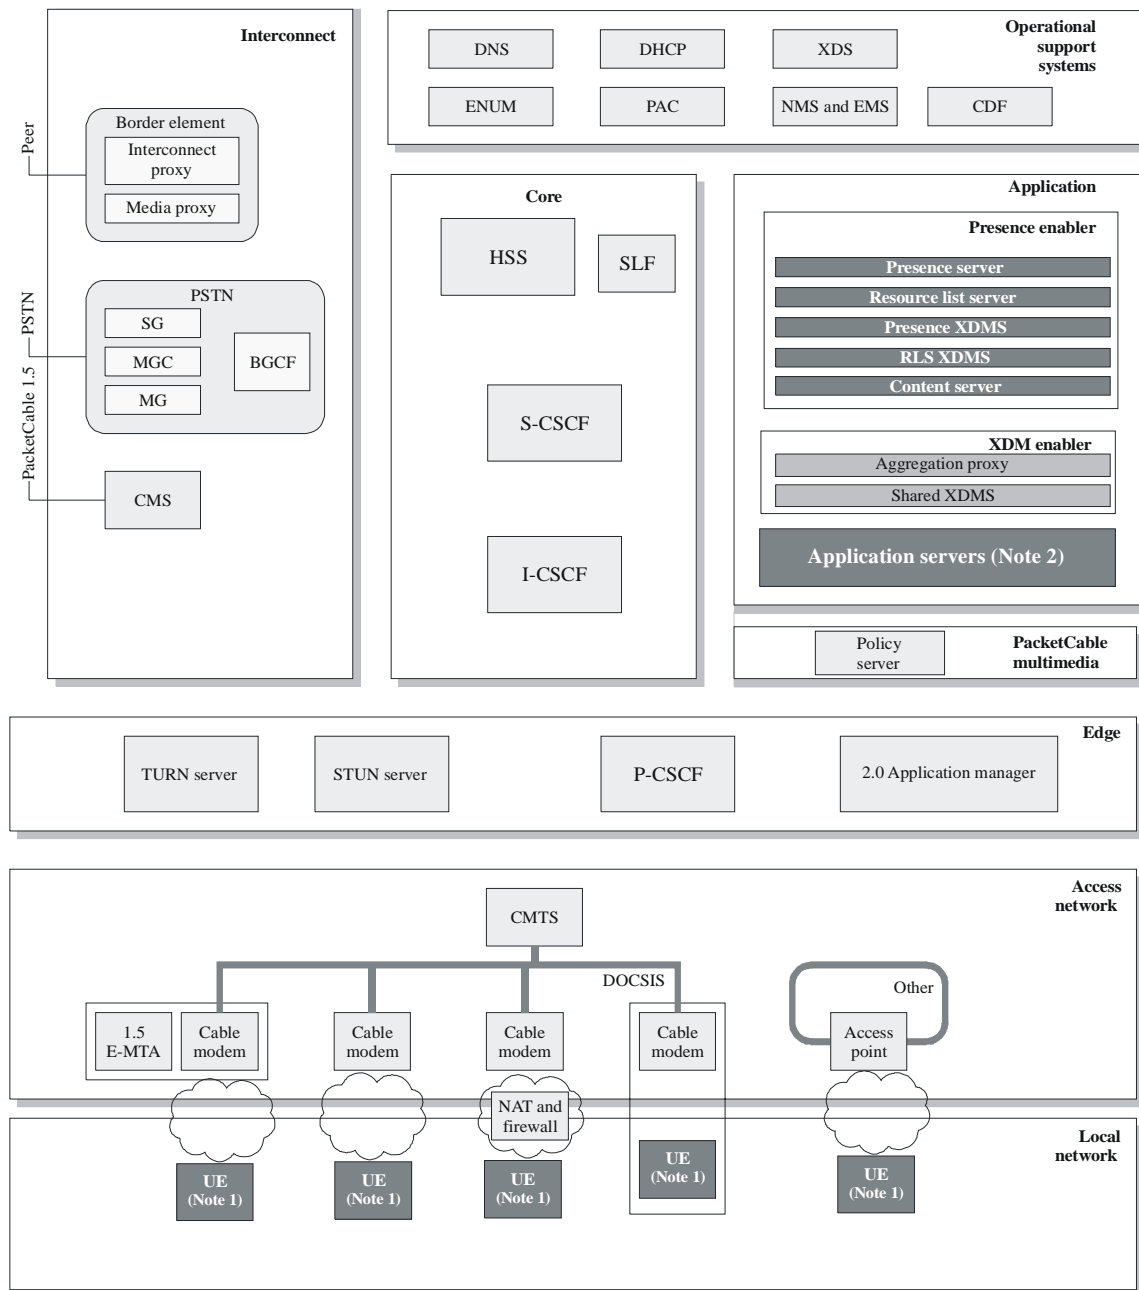 Interconnect
Border element
Interconnect
proxy
Media proxy
Peer
PSTN
SG
MGC
MG
BGCF
PSTN
PacketCable 1.5
CMS
Operational
support
systems
DNS
DHCP
XDS
ENUM
PAC
NMS and EMS
CDF
Core
HSS
SLF
S-CSCF
I-CSCF
Application
Presence enabler
Presence server
Resource list server
Presence XDMS
RLS XDMS
Content server
XDM enabler
Aggregation proxy
Shared XDMS
Application servers (Note 2)
Policy
server
PacketCable
multimedia
Edge
TURN server
STUN server
P-CSCF
2.0 Application manager
Access
network
CMTS
DOCSIS
Other
1.5
E-MTA
Cable
modem
Cable
modem
Cable
modem
Cable
modem
Access
point
NAT and
firewall
Local
network
UE
(Note 1)
UE
(Note 1)
UE
(Note 1)
UE
(Note 1)
UE
(Note 1)